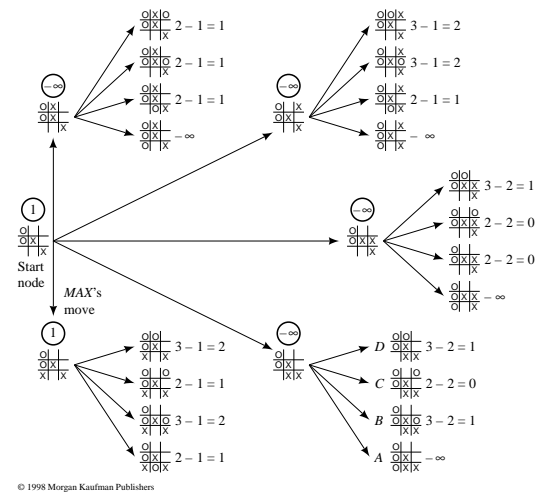 2 – 1 = 1
2 – 1 = 1
2 – 1 = 1
– ∞
– ∞
3 – 1 = 2
3 – 1 = 2
2 – 1 = 1
– ∞
– ∞
1
Start
node
MAX's
move
– ∞
3 – 2 = 1
2 – 2 = 0
2 – 2 = 0
– ∞
1
3 – 1 = 2
2 – 1 = 1
3 – 1 = 2
2 – 1 = 1
– ∞
D 3 – 2 = 1
C 2 – 2 = 0
B 3 – 2 = 1
A – ∞
© 1998 Morgan Kaufman Publishers